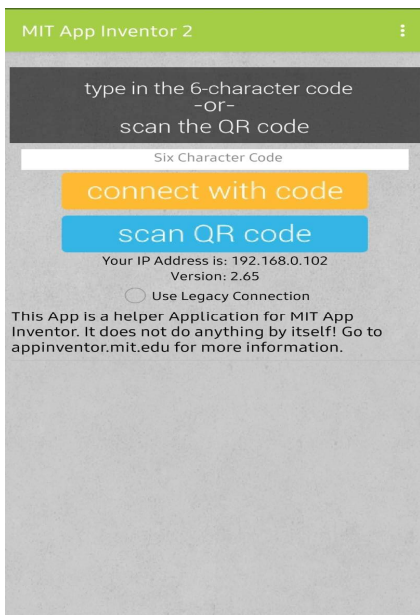 MIT App Inventor 2
type in the 6-character code
-or-
scan the QR code
Six Character Code
connect with code
scan QR code
Your IP Address is: 192.168.0.102
Version: 2.65
Use Legacy Connection
This App is a helper Application for MIT App
Inventor. It does not do anything by itself! Go to
appinventor.mit.edu for more information.